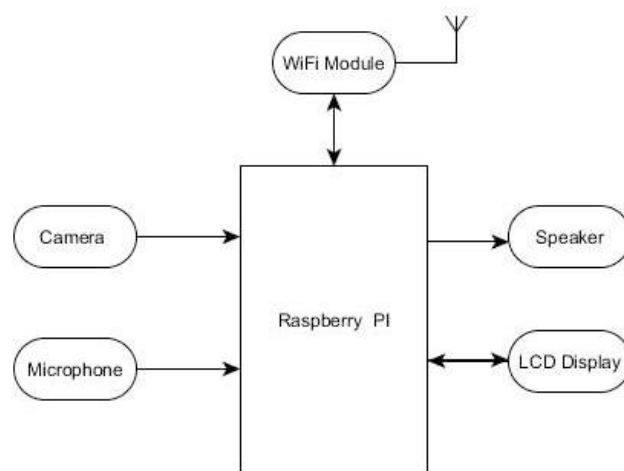 WiFi Module
Camera
Speaker
Raspberry PI
Microphone
LCD Display